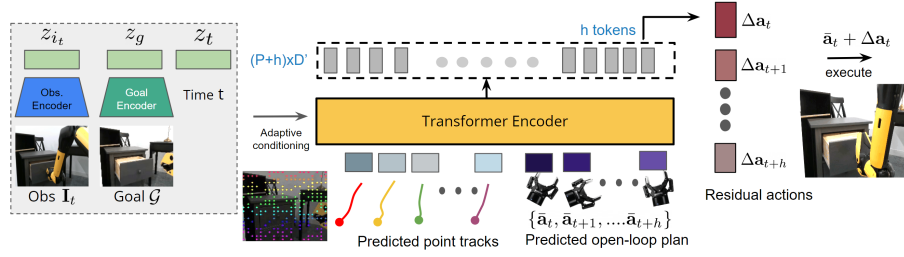 z_{i_t} z_g z_t
Obs. Encoder
Goal Encoder
Time t
Obs I_t
Goal 𝒢
Adaptive conditioning
(P+h)xD'
h tokens
Transformer Encoder
Predicted point tracks
{ā_t, ā_{t+1}, ....ā_{t+h}}
Predicted open-loop plan
Δa_t
Δa_{t+1}
Δa_{t+h}
Residual actions
ā_t + Δa_t
execute